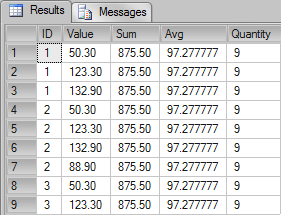 Results Messages
ID Value Sum Avg Quantity
1 1 50.30 875.50 97.277777 9
2 1 123.30 875.50 97.277777 9
3 1 132.90 875.50 97.277777 9
4 2 50.30 875.50 97.277777 9
5 2 123.30 875.50 97.277777 9
6 2 132.90 875.50 97.277777 9
7 2 88.90 875.50 97.277777 9
8 3 50.30 875.50 97.277777 9
9 3 123.30 875.50 97.277777 9